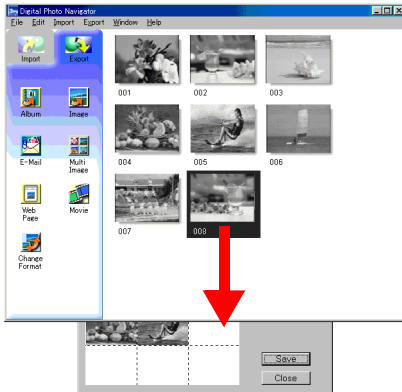 Digital Photo Navigator
File Edit Import Export Window Help
Import Export
001 002 003
Album Image
004 005 006
E-Mail Multi Image
Web Page Movie
007 008
Change Format
Save
Close